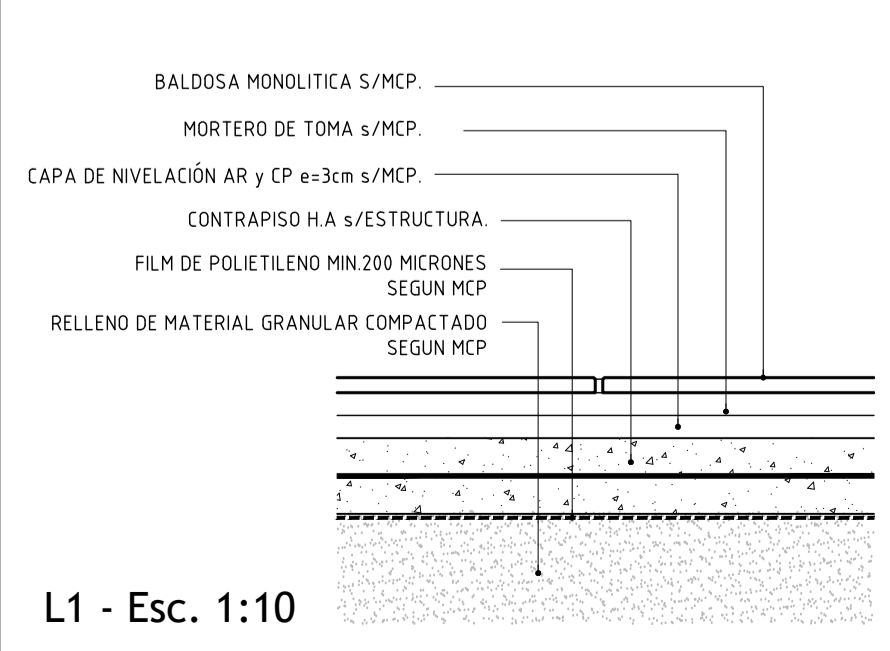 BALDOSA MONOLITICA S/MCP.
MORTERO DE TOMA s/MCP.
CAPA DE NIVELACIÓN AR y CP e=3cm s/MCP.
CONTRAPISO H.A s/ESTRUCTURA.
FILM DE POLIETILENO MIN.200 MICRONES
SEGUN MCP
RELLENO DE MATERIAL GRANULAR COMPACTADO
SEGUN MCP
L1 - Esc. 1:10